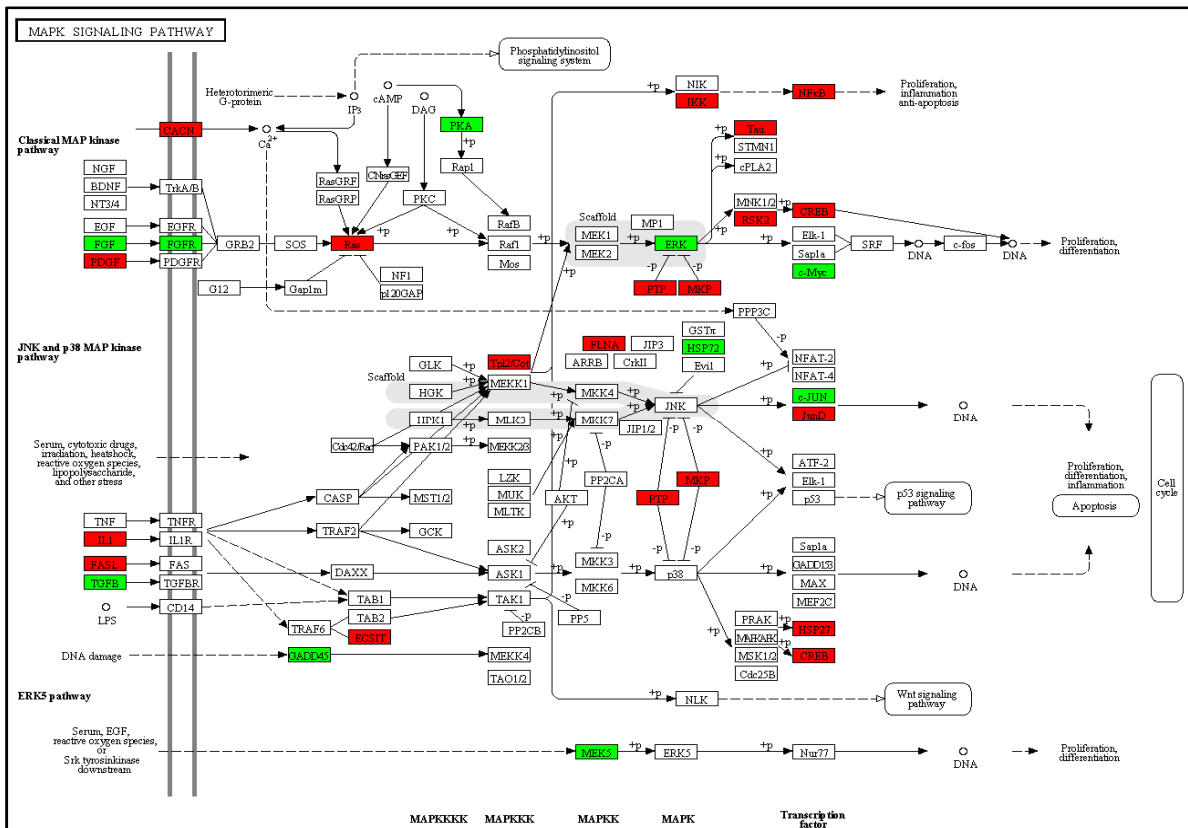 MAPK SIGNALING PATHWAY
Phosphatidylinositol
signaling system
Heterotorimeric
G-protein
IP3
cAMP
DAG
PKA
+p
NIK
IKK
+p
NFκB
Proliferation,
inflammation
anti-apoptosis
Classical MAP kinase
pathway
CACN
Ca2+
Rap1
Tau
STMN1
cPLA2
+p
+p
NGF
BDNF
NT3/4
TrkA/B
RasGRF
RasGRP
CNrasGEF
PKC
RafB
Raf1
Mos
Scaffold
MEK1
MEK2
MP1
MNK1/2
RSK2
CREB
+p
+p
EGF
EGFR
FGF
FGFR
PDGF
PDGFR
GRB2
SOS
Ras
+p
+p
+p
+p
ERK
+p
Elk-1
Sap1a
c-Myc
SRF
DNA
c-fos
DNA
Proliferation,
differentiation
G12
Gap1m
NF1
p120GAP
-p
-p
PTP
MKP
+p
PPP3C
-p
JNK and p38 MAP kinase
pathway
GLK
HGK
HPK1
Scaffold
Tpl2/Cot
MEKK1
MLK3
MEKK2/3
+p
+p
+p
+p
FLNA
JIP3
ARRB
CrkII
GSTπ
HSP72
Evi1
NFAT-2
NFAT-4
MKK4
MKK7
+p
+p
JNK
JIP1/2
+p
c-JUN
JunD
DNA
Cdc42/Rac
PAK1/2
Serum, cytotoxic drugs,
irradiation, heatshock,
reactive oxygen species,
lipopolysaccharide,
and other stress
LZK
MUK
MLTK
AKT
+p
+p
PP2CA
-p
-p
-p
-p
PTP
MKP
-p
-p
+p
ATF-2
Elk-1
p53
p53 signaling
pathway
Proliferation,
differentiation,
inflammation
Apoptosis
Cell
cycle
CASP
MST1/2
TNF
TNFR
IL1
IL1R
TRAF2
GCK
FASL
FAS
TGFB
TGFBR
DAXX
ASK2
ASK1
+p
MKK3
MKK6
+p
p38
+p
Sap1a
GADD153
MAX
MEF2C
DNA
LPS
CD14
TAB1
TAB2
TRAF6
ECSIT
TAK1
-p
-p
PP2CB
PP5
DNA damage
GADD45
MEKK4
TAO1/2
+p
PRAK
MAPKAPK
MSK1/2
Cdc25B
+p
+p
HSP27
CREB
ERK5 pathway
+p
NLK
Wnt signaling
pathway
Serum, EGF,
reactive oxygen species,
or
Srk tyrosinkinase
downstream
MEK5
+p
ERK5
+p
Nur77
DNA
Proliferation,
differentiation
MAPKKKK
MAPKKK
MAPKK
MAPK
Transcription
factor